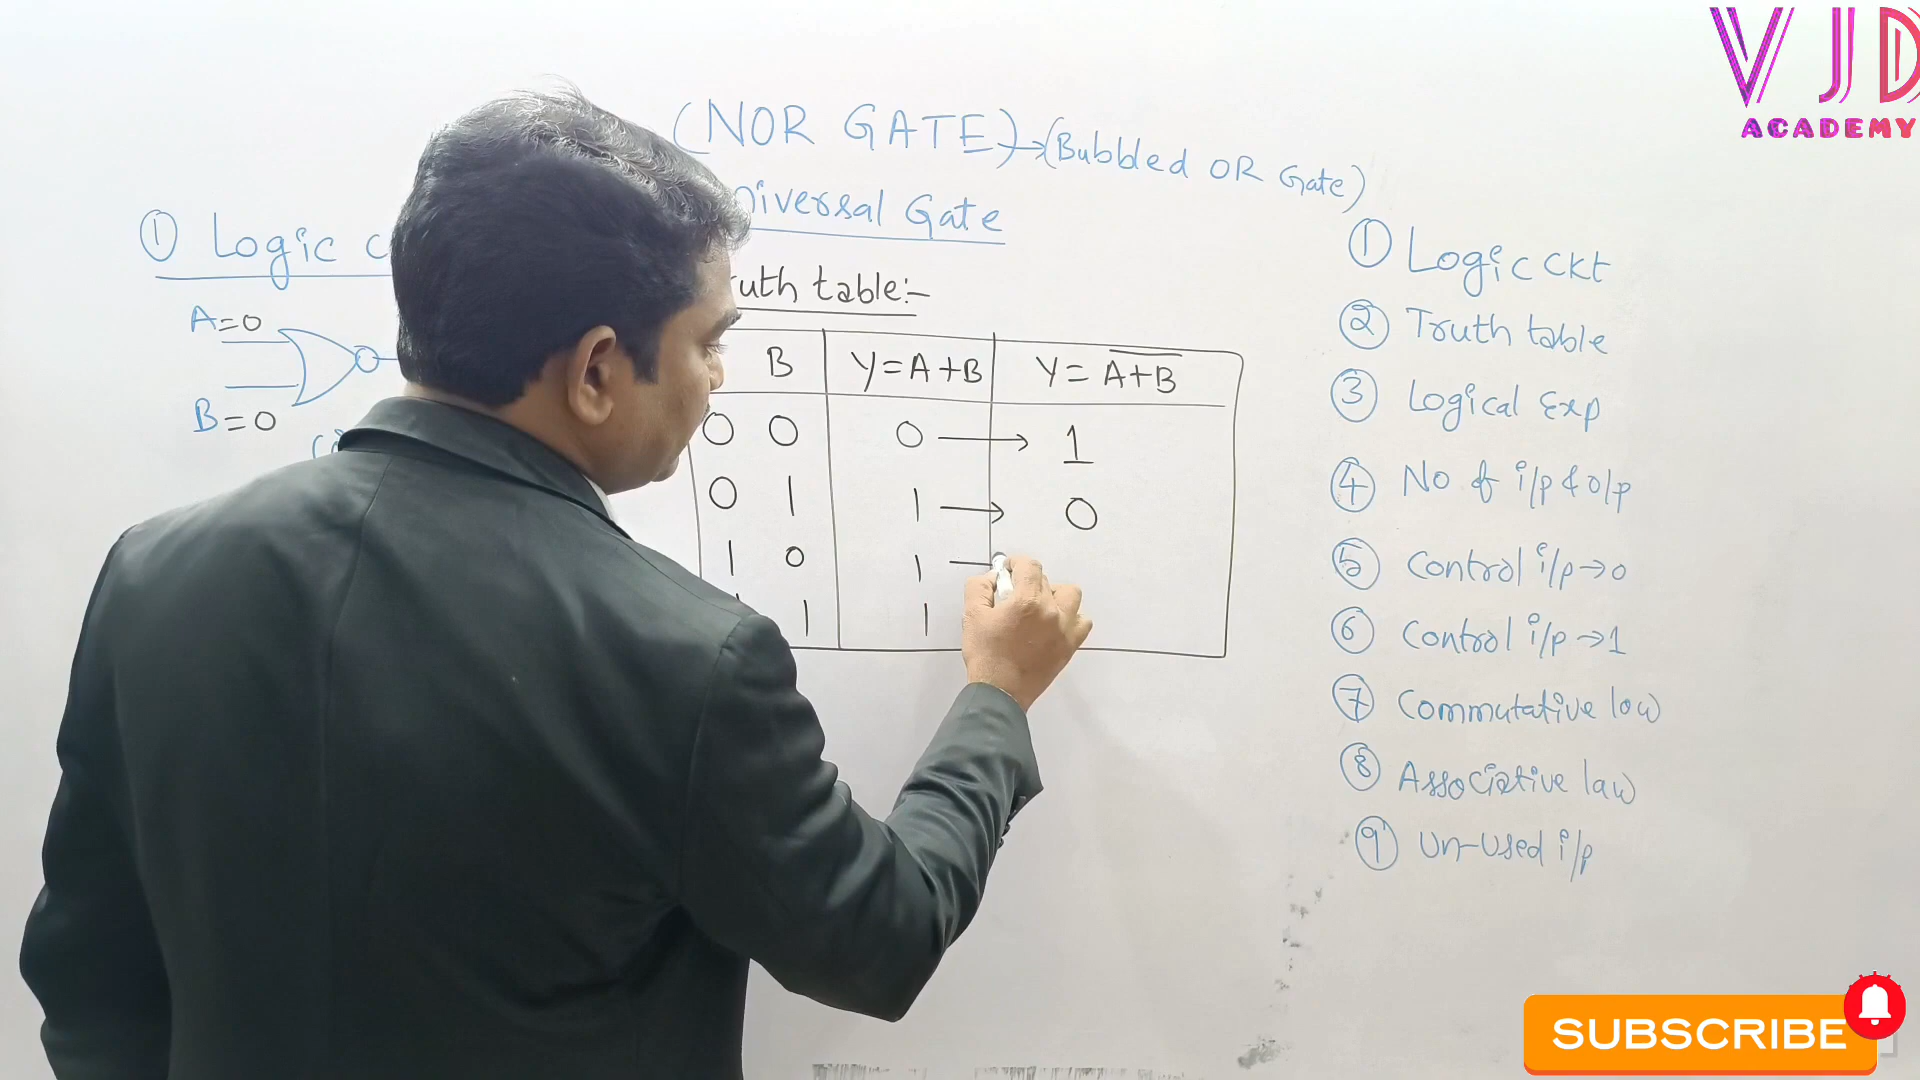 VJD
ACADEMY
(NOR GATE)→(Bubbled OR Gate)
niversal Gate
① Logic C
uth table:-
A=0
B=0
B Y=A+B Y=A+B
0 0 0 → 1
0 1 1 → 0
1 0 1 —
1 1
① Logic Ckt
② Truth table
③ Logical Exp
④ No of i/p & o/p
⑤ Control i/p→0
⑥ Control i/p→1
⑦ Commutative law
⑧ Associative law
⑨ Un-Used i/p
SUBSCRIBE